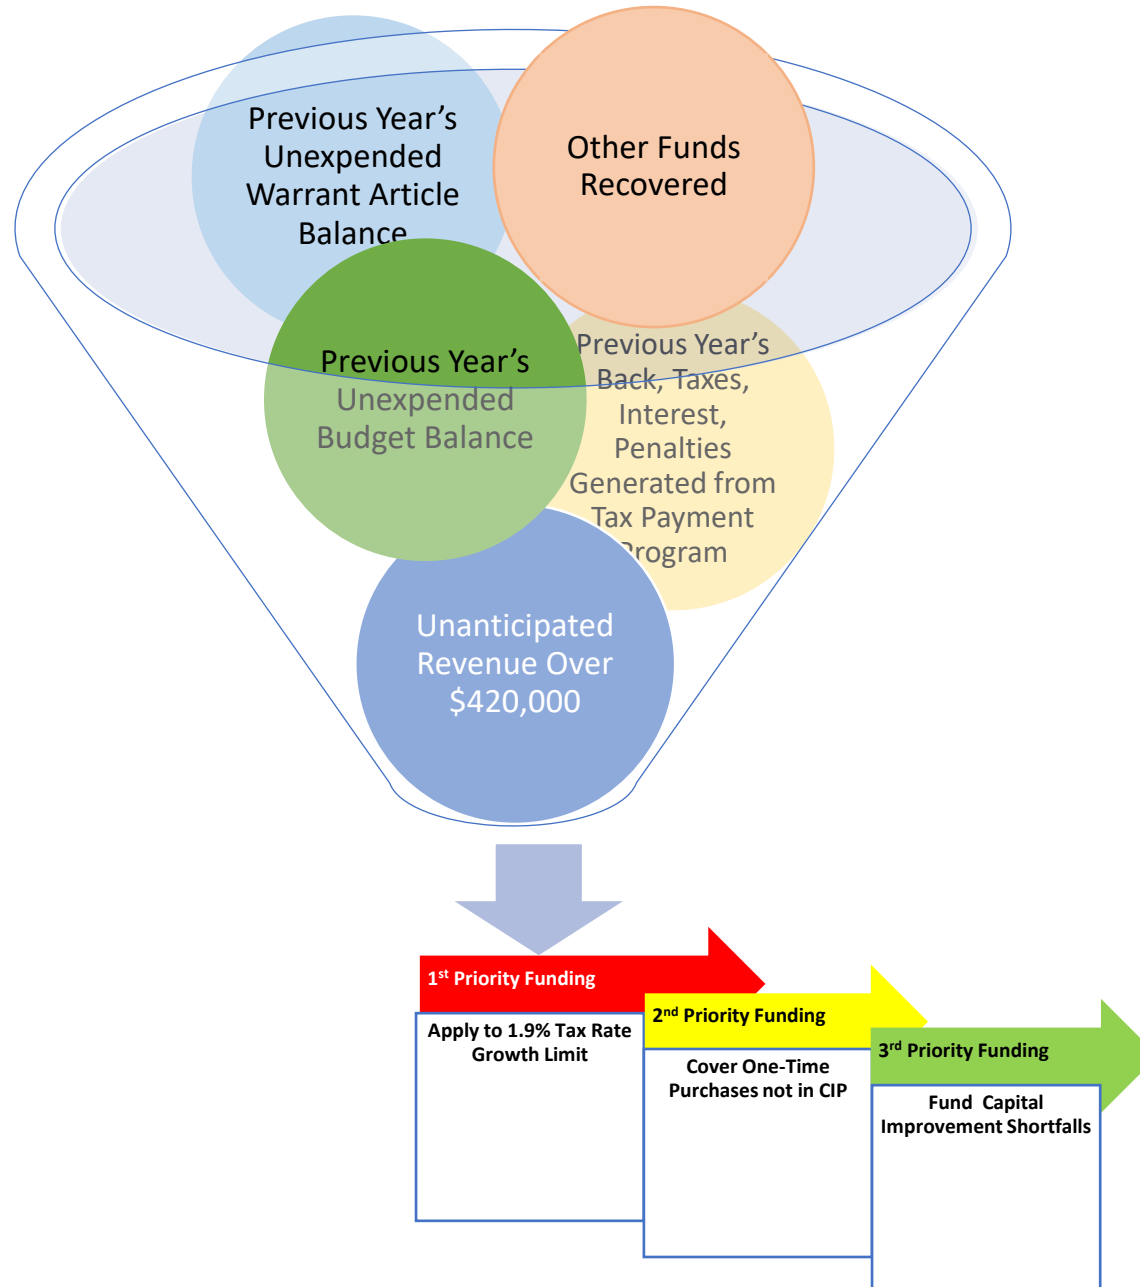 Previous Year's
Unexpended
Warrant Article
Balance
Other Funds
Recovered
Previous Year's
Unexpended
Budget Balance
Previous Year's
Back, Taxes,
Interest,
Penalties
Generated from
Tax Payment
Program
Unanticipated
Revenue Over
$420,000
1st Priority Funding
Apply to 1.9% Tax Rate
Growth Limit
2nd Priority Funding
Cover One-Time
Purchases not in CIP
3rd Priority Funding
Fund Capital
Improvement Shortfalls